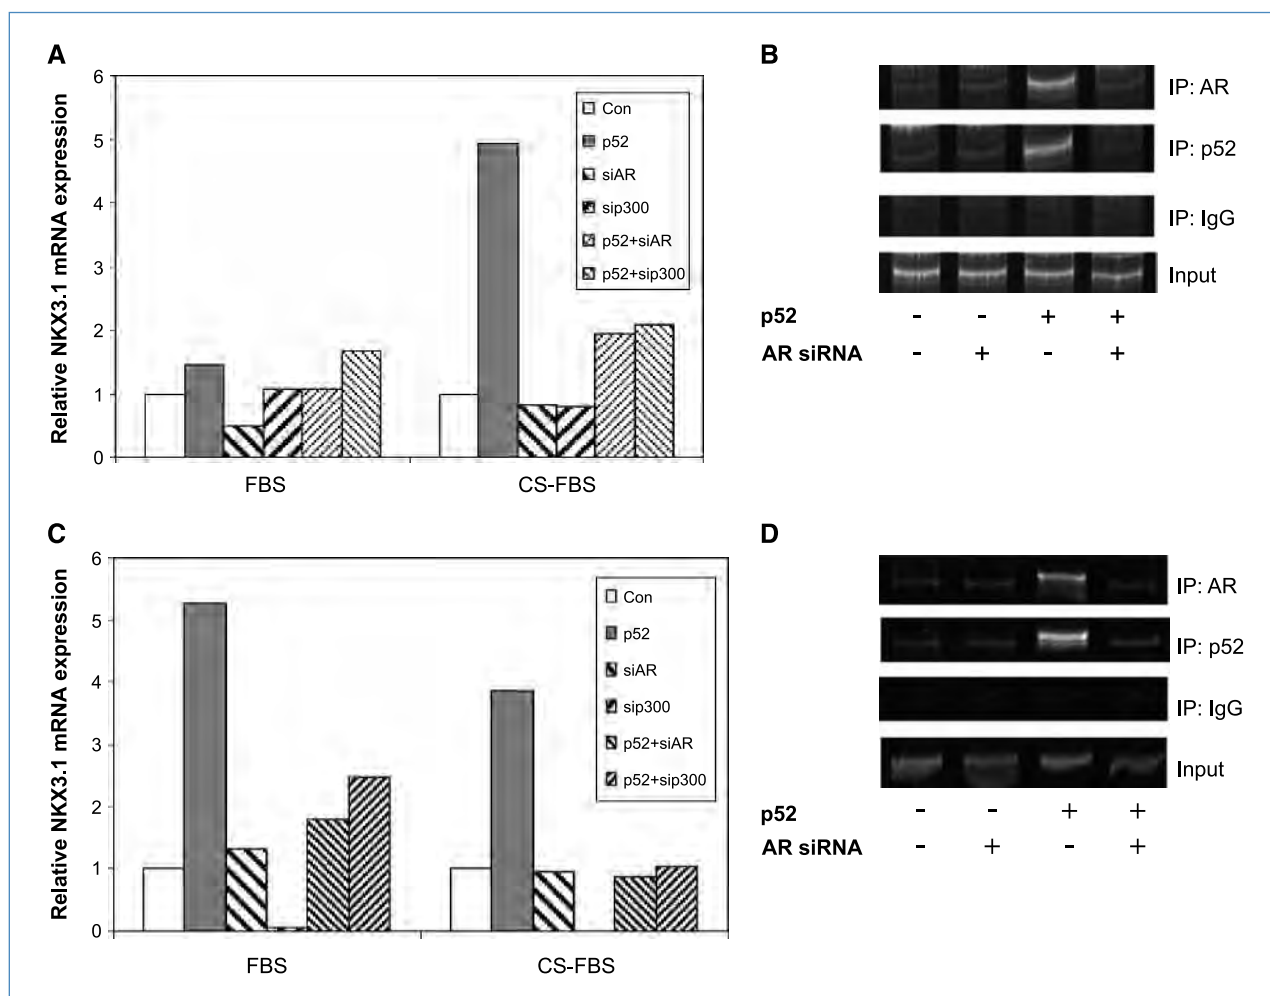 A
Relative NKX3.1 mRNA expression
6
5
4
3
2
1
0
Con
p52
siAR
sip300
p52+siAR
p52+sip300
FBS
CS-FBS
B
IP: AR
IP: p52
IP: IgG
Input
p52 - - + +
AR siRNA - + - +
C
Relative NKX3.1 mRNA expression
6
5
4
3
2
1
0
Con
p52
siAR
sip300
p52+siAR
p52+sip300
FBS
CS-FBS
D
IP: AR
IP: p52
IP: IgG
Input
p52 - - + +
AR siRNA - + - +